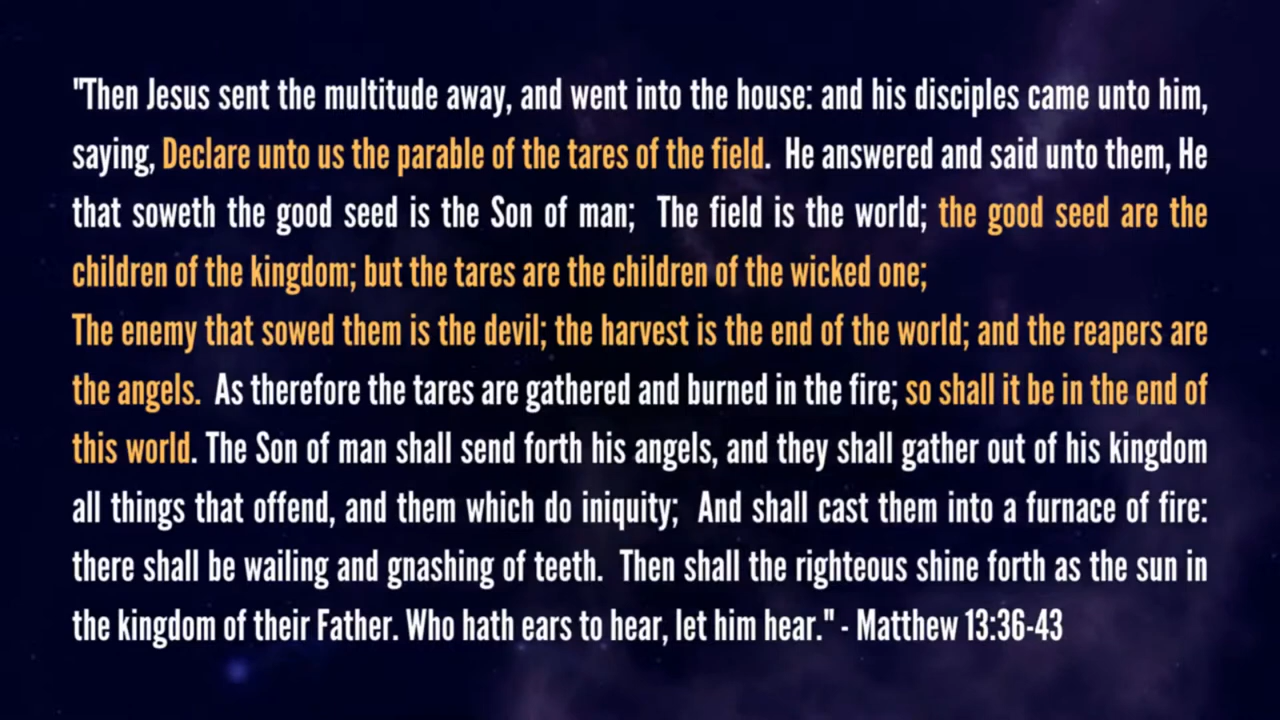 "Then Jesus sent the multitude away, and went into the house: and his disciples came unto him,
saying, Declare unto us the parable of the tares of the field. He answered and said unto them, He
that soweth the good seed is the Son of man; The field is the world; the good seed are the
children of the kingdom; but the tares are the children of the wicked one;
The enemy that sowed them is the devil; the harvest is the end of the world; and the reapers are
the angels. As therefore the tares are gathered and burned in the fire; so shall it be in the end of
this world. The Son of man shall send forth his angels, and they shall gather out of his kingdom
all things that offend, and them which do iniquity; And shall cast them into a furnace of fire:
there shall be wailing and gnashing of teeth. Then shall the righteous shine forth as the sun in
the kingdom of their Father. Who hath ears to hear, let him hear." - Matthew 13:36-43